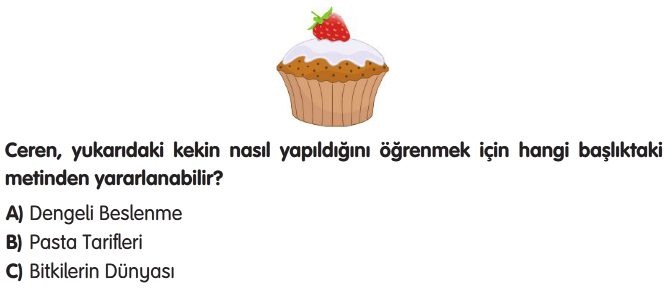 Ceren, yukarıdaki kekin nasıl yapıldığını öğrenmek için hangi başlıktaki
metinden yararlanabilir?
A) Dengeli Beslenme
B) Pasta Tarifleri
C) Bitkilerin Dünyası